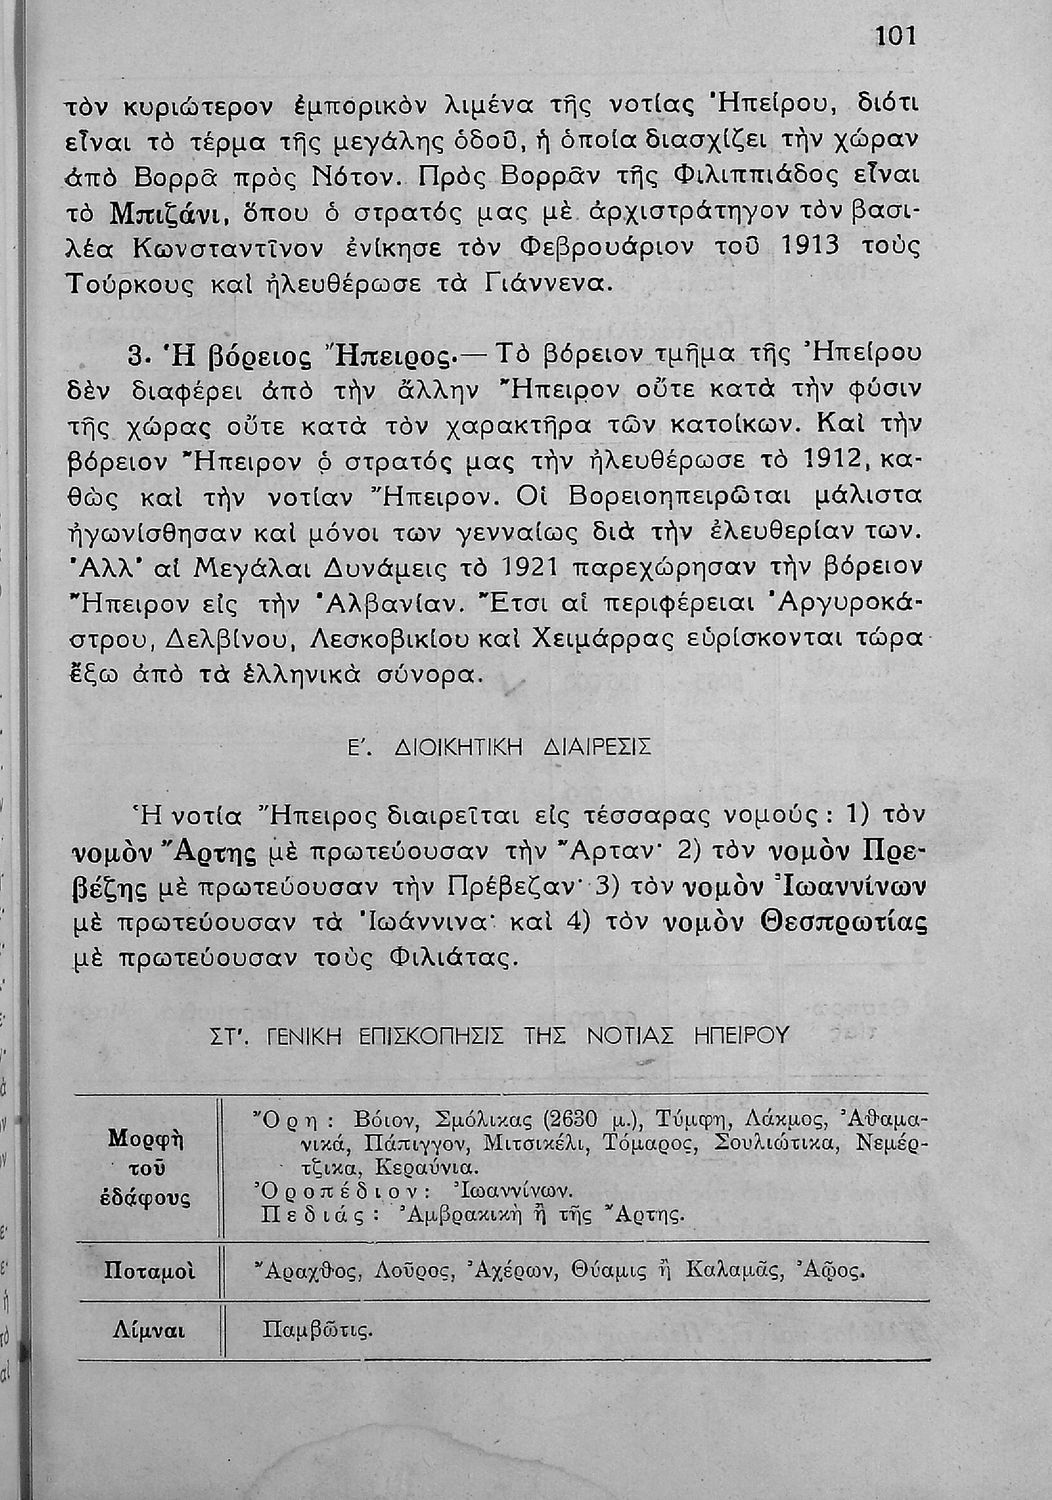 101
τὸν κυριώτερον ἐμπορικὸν λιμένα τῆς νοτίας Ἠπείρου, διότι
εἶναι τὸ τέρμα τῆς μεγάλης ὁδοῦ, ἡ ὁποία διασχίζει τὴν χώραν
ἀπὸ Βορρᾶ πρὸς Νότον. Πρὸς Βορρᾶν τῆς Φιλιππιάδος εἶναι
τὸ Μπιζάνι, ὅπου ὁ στρατός μας μὲ ἀρχιστράτηγον τὸν βασι-
λέα Κωνσταντῖνον ἐνίκησε τὸν Φεβρουάριον τοῦ 1913 τοὺς
Τούρκους καὶ ἠλευθέρωσε τὰ Γιάννενα.
3. Ἡ βόρειος Ἤπειρος.— Τὸ βόρειον τμῆμα τῆς Ἠπείρου
δὲν διαφέρει ἀπὸ τὴν ἄλλην Ἤπειρον οὔτε κατὰ τὴν φύσιν
τῆς χώρας οὔτε κατὰ τὸν χαρακτῆρα τῶν κατοίκων. Καὶ τὴν
βόρειον Ἤπειρον ὁ στρατός μας τὴν ἠλευθέρωσε τὸ 1912, κα-
θὼς καὶ τὴν νοτίαν Ἤπειρον. Οἱ Βορειοηπειρῶται μάλιστα
ἠγωνίσθησαν καὶ μόνοι των γενναίως διὰ τὴν ἐλευθερίαν των.
Ἀλλ' αἱ Μεγάλαι Δυνάμεις τὸ 1921 παρεχώρησαν τὴν βόρειον
Ἤπειρον εἰς τὴν Ἀλβανίαν. Ἔτσι αἱ περιφέρειαι Ἀργυροκά-
στρου, Δελβίνου, Λεσκοβικίου καὶ Χειμάρρας εὑρίσκονται τώρα
ἔξω ἀπὸ τὰ ἑλληνικὰ σύνορα.
Ε'. ΔΙΟΙΚΗΤΙΚΗ ΔΙΑΙΡΕΣΙΣ
Ἡ νοτία Ἤπειρος διαιρεῖται εἰς τέσσαρας νομούς : 1) τὸν
νομὸν Ἄρτης μὲ πρωτεύουσαν τὴν Ἄρταν· 2) τὸν νομὸν Πρε-
βέζης μὲ πρωτεύουσαν τὴν Πρέβεζαν· 3) τὸν νομὸν Ἰωαννίνων
μὲ πρωτεύουσαν τὰ Ἰωάννινα· καὶ 4) τὸν νομὸν Θεσπρωτίας
μὲ πρωτεύουσαν τοὺς Φιλιάτας.
ΣΤ'. ΓΕΝΙΚΗ ΕΠΙΣΚΟΠΗΣΙΣ ΤΗΣ ΝΟΤΙΑΣ ΗΠΕΙΡΟΥ
Μορφὴ
τοῦ
ἐδάφους
Ὄρη : Βόιον, Σμόλικας (2630 μ.), Τύμφη, Λάκμος, Ἀθαμα-
νικά, Πάπιγγον, Μιτσικέλι, Τόμαρος, Σουλιώτικα, Νεμέρ-
τζικα, Κεραύνια.
Ὀροπέδιον : Ἰωαννίνων.
Πεδιάς : Ἀμβρακικὴ ἢ τῆς Ἄρτης.
Ποταμοὶ
Ἄραχθος, Λοῦρος, Ἀχέρων, Θύαμις ἢ Καλαμᾶς, Ἀῷος.
Λίμναι
Παμβῶτις.